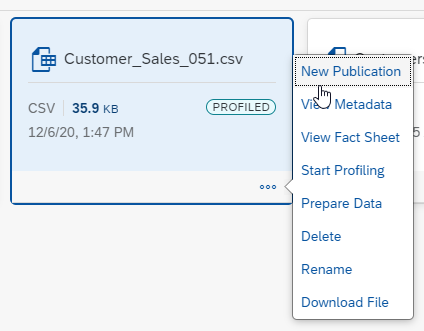 Customer_Sales_051.csv
CSV 35.9 KB PROFILED
12/6/20, 1:47 PM
New Publication
View Metadata
View Fact Sheet
Start Profiling
Prepare Data
Delete
Rename
Download File